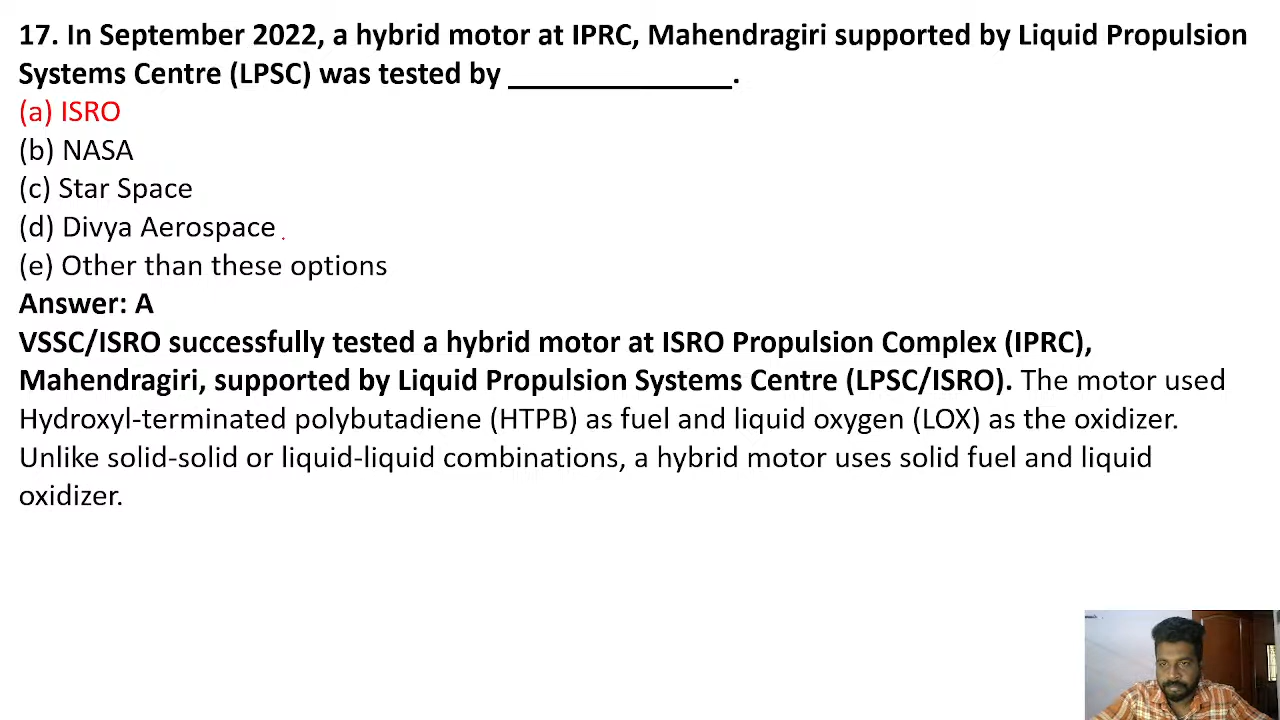 17. In September 2022, a hybrid motor at IPRC, Mahendragiri supported by Liquid Propulsion
Systems Centre (LPSC) was tested by _______________.
(a) ISRO
(b) NASA
(c) Star Space
(d) Divya Aerospace
(e) Other than these options
Answer: A
VSSC/ISRO successfully tested a hybrid motor at ISRO Propulsion Complex (IPRC),
Mahendragiri, supported by Liquid Propulsion Systems Centre (LPSC/ISRO). The motor used
Hydroxyl-terminated polybutadiene (HTPB) as fuel and liquid oxygen (LOX) as the oxidizer.
Unlike solid-solid or liquid-liquid combinations, a hybrid motor uses solid fuel and liquid
oxidizer.